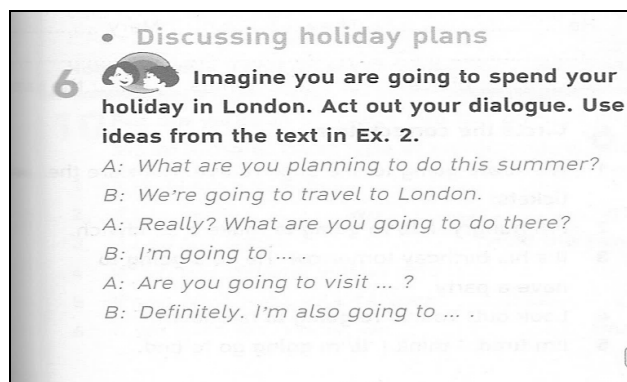 • Discussing holiday plans
6 Imagine you are going to spend your
holiday in London. Act out your dialogue. Use
ideas from the text in Ex. 2.
A: What are you planning to do this summer?
B: We're going to travel to London.
A: Really? What are you going to do there?
B: I'm going to ... .
A: Are you going to visit ... ?
B: Definitely. I'm also going to ... .